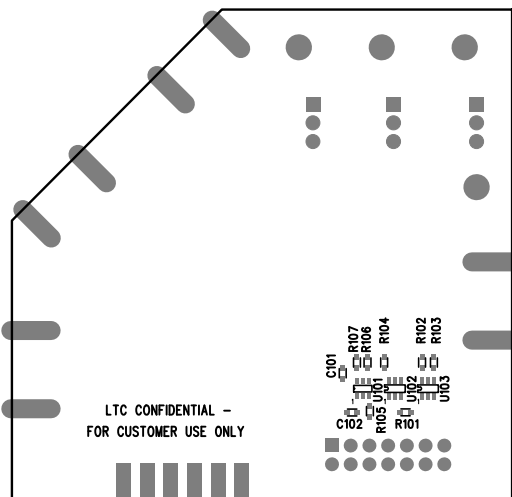 R107
R106
R104
R102
R103
C101
U101
U102
U103
C102
R105
R101
LTC CONFIDENTIAL –
FOR CUSTOMER USE ONLY